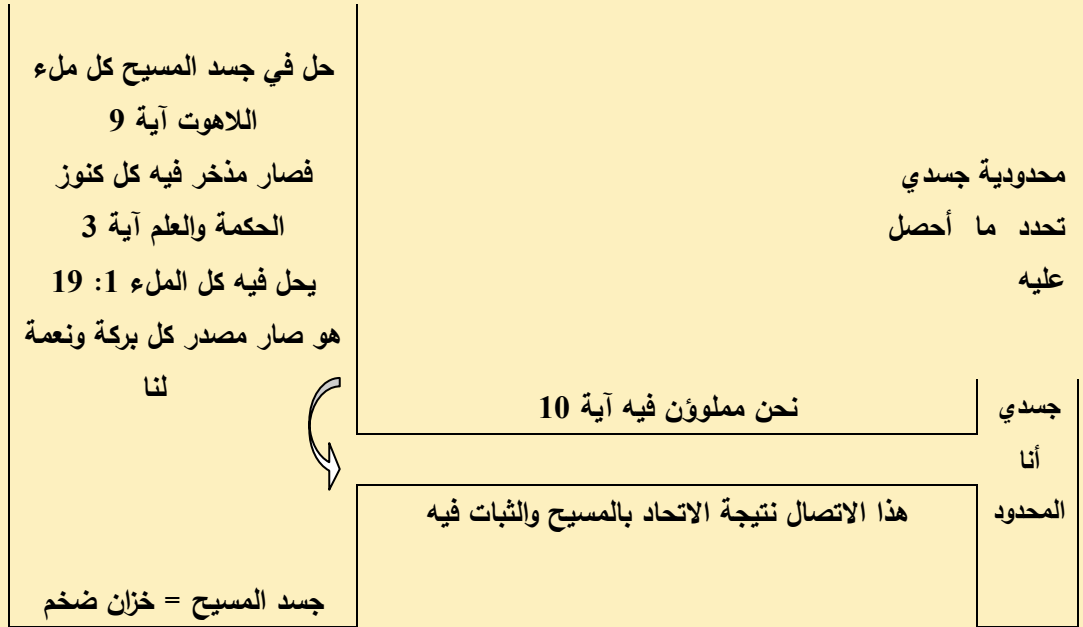 حل في جسد المسيح كل ملء
اللاهوت آية 9
فصار مذخر فيه كل كنوز
الحكمة والعلم آية 3
يحل فيه كل الملء 1: 19
هو صار مصدر كل بركة ونعمة
لنا
جسد المسيح = خزان ضخم
محدودية جسدي
تحدد ما أحصل
عليه
نحن مملوؤن فيه آية 10
هذا الاتصال نتيجة الاتحاد بالمسيح والثبات فيه
جسدي
أنا
المحدود